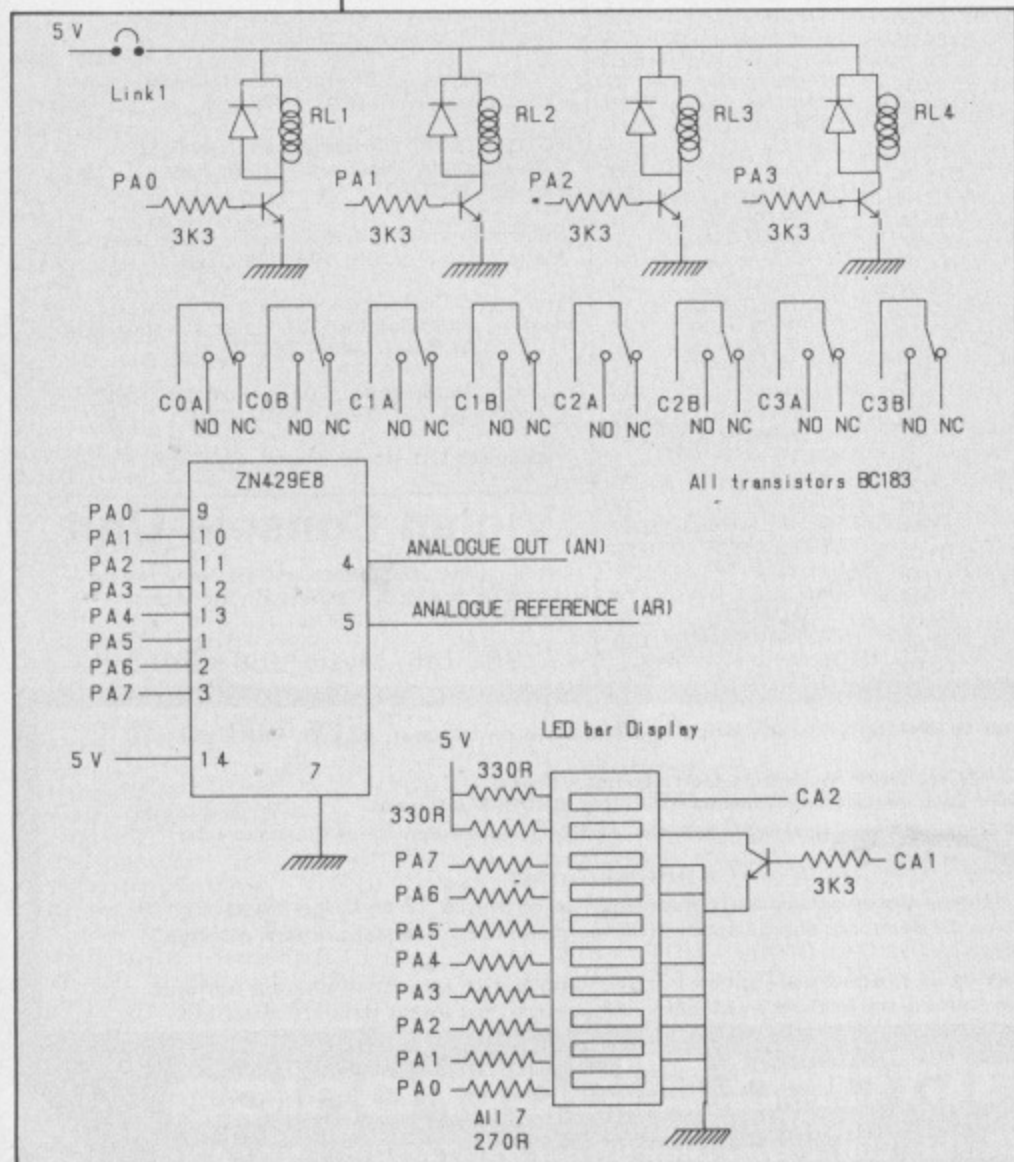 5 V
Link1
RL1 RL2 RL3 RL4
PA0 PA1 PA2 PA3
3K3 3K3 3K3 3K3
C0A C0B C1A C1B C2A C2B C3A C3B
NO NC NO NC NO NC NO NC NO NC NO NC NO NC NO NC
ZN429E8
All transistors BC183
PA0 9
PA1 10
PA2 11
PA3 12
PA4 13
PA5 1
PA6 2
PA7 3
4 ANALOGUE OUT (AN)
5 ANALOGUE REFERENCE (AR)
5 V 14
7
LED bar Display
5 V
330R
330R
CA2
CA1
3K3
PA7
PA6
PA5
PA4
PA3
PA2
PA1
PA0
All 7
270R